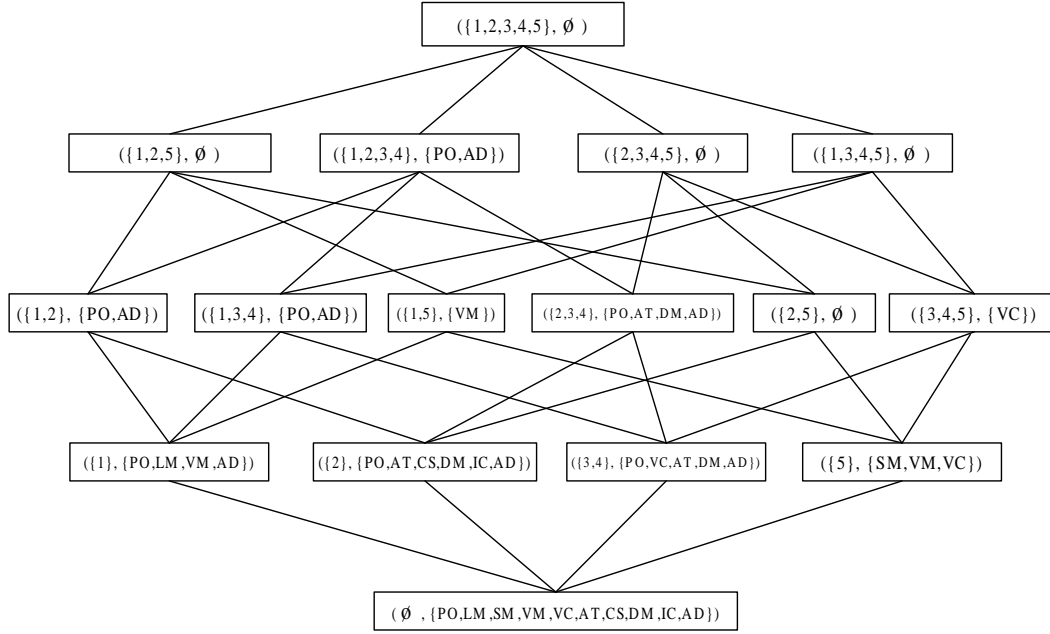 ({1,2,3,4,5}, Ø )
({1,2,5}, Ø )
({1,2,3,4}, {PO,AD})
({2,3,4,5}, Ø )
({1,3,4,5}, Ø )
({1,2}, {PO,AD})
({1,3,4}, {PO,AD})
({1,5}, {VM})
({2,3,4}, {PO,AT,DM,AD})
({2,5}, Ø )
({3,4,5}, {VC})
({1}, {PO,LM,VM,AD})
({2}, {PO,AT,CS,DM,IC,AD})
({3,4}, {PO,VC,AT,DM,AD})
({5}, {SM,VM,VC})
( Ø , {PO,LM,SM,VM,VC,AT,CS,DM,IC,AD})